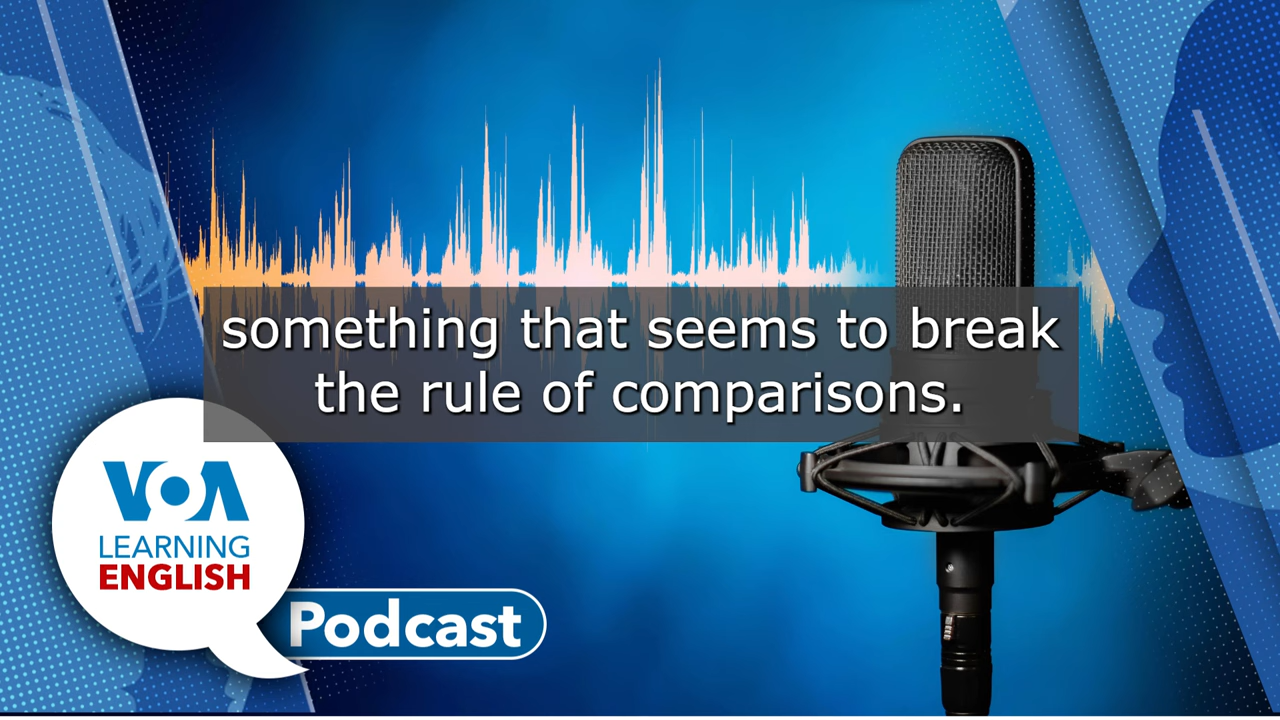 something that seems to break
the rule of comparisons.
VOA
LEARNING
ENGLISH
Podcast